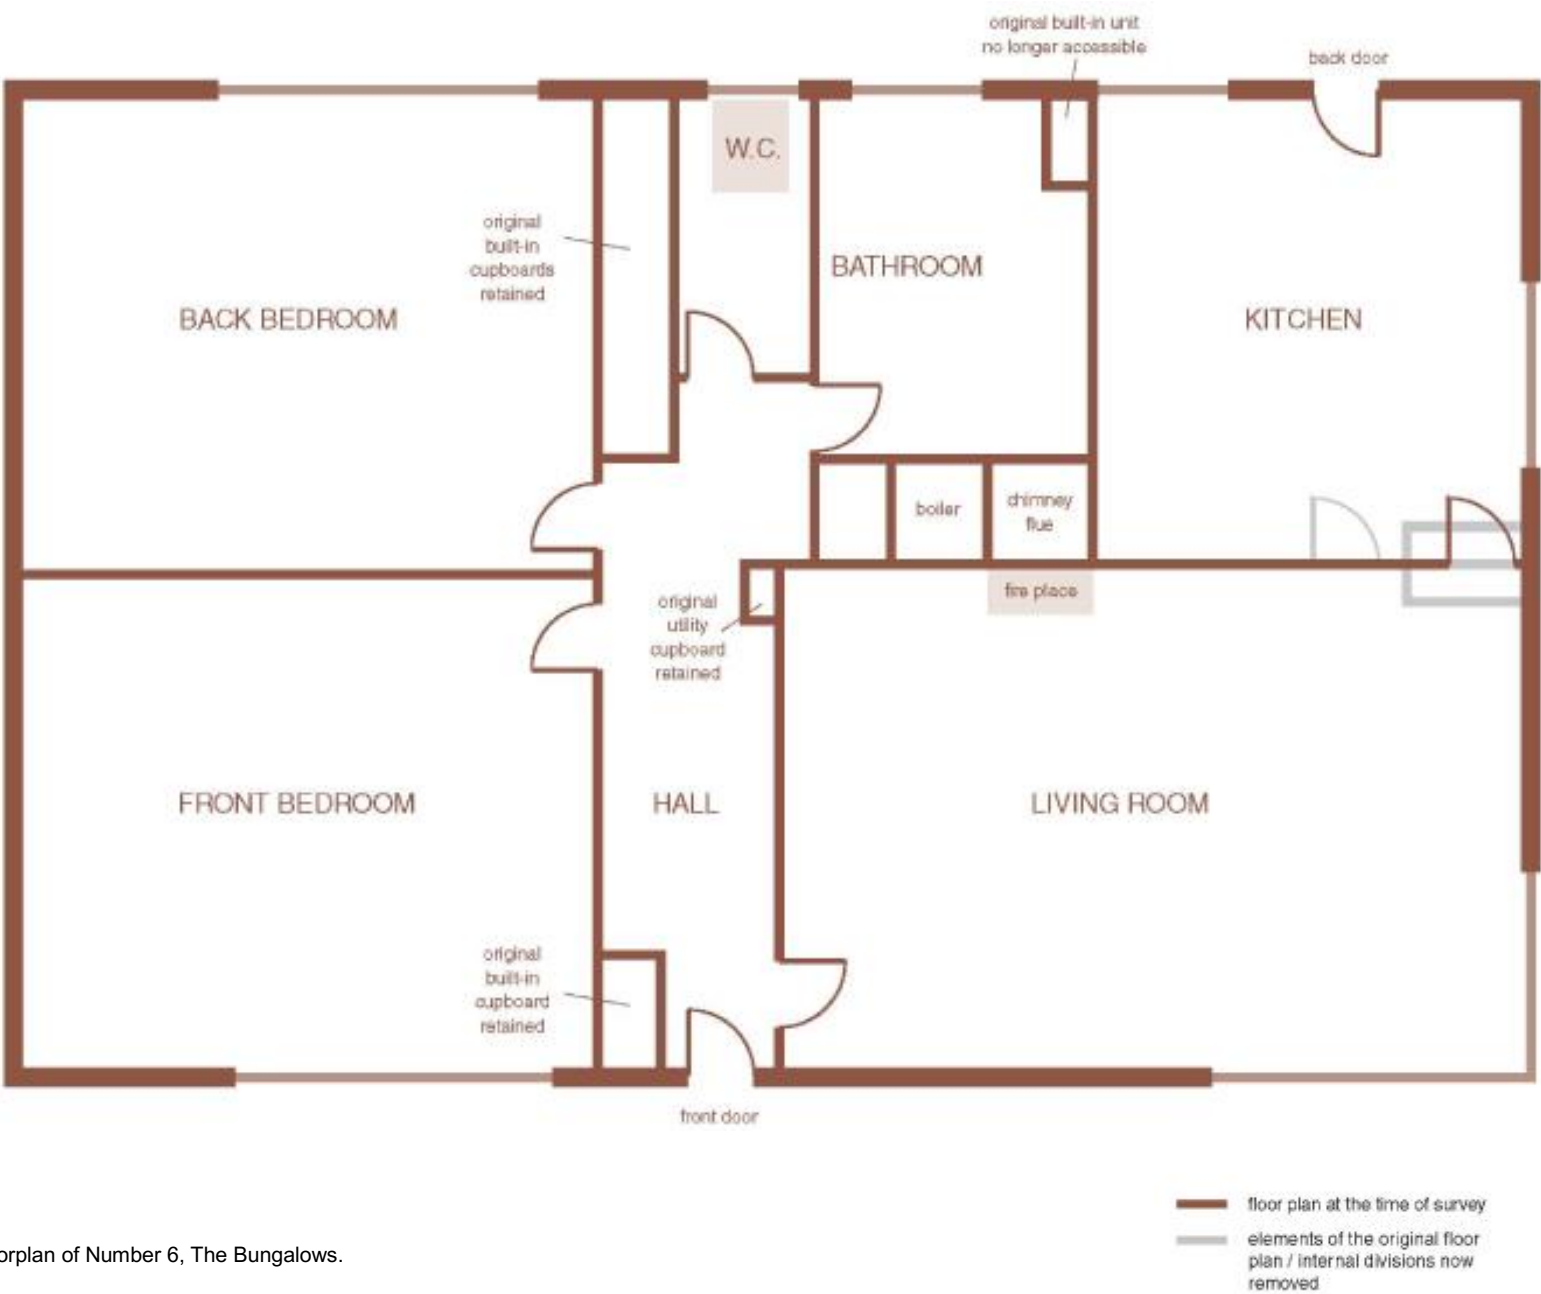 original built-in unit
no longer accessible
back door
W.C.
original
built-in
cupboards
retained
BATHROOM
BACK BEDROOM
KITCHEN
boiler
chimney
flue
fire place
original
utility
cupboard
retained
FRONT BEDROOM
HALL
LIVING ROOM
original
built-in
cupboard
retained
front door
floor plan at the time of survey
elements of the original floor
plan / internal divisions now
removed
orplan of Number 6, The Bungalows.